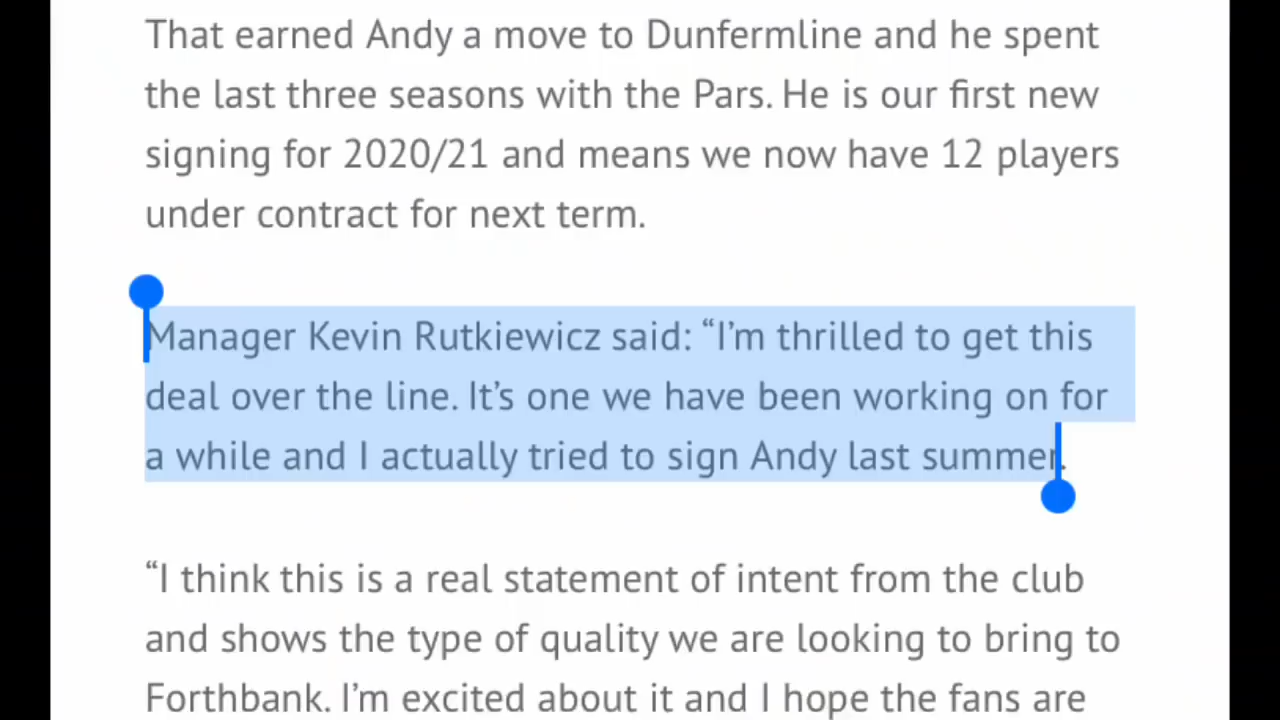 That earned Andy a move to Dunfermline and he spent
the last three seasons with the Pars. He is our first new
signing for 2020/21 and means we now have 12 players
under contract for next term.
Manager Kevin Rutkiewicz said: “I’m thrilled to get this
deal over the line. It’s one we have been working on for
a while and I actually tried to sign Andy last summer.
“I think this is a real statement of intent from the club
and shows the type of quality we are looking to bring to
Forthbank. I’m excited about it and I hope the fans are